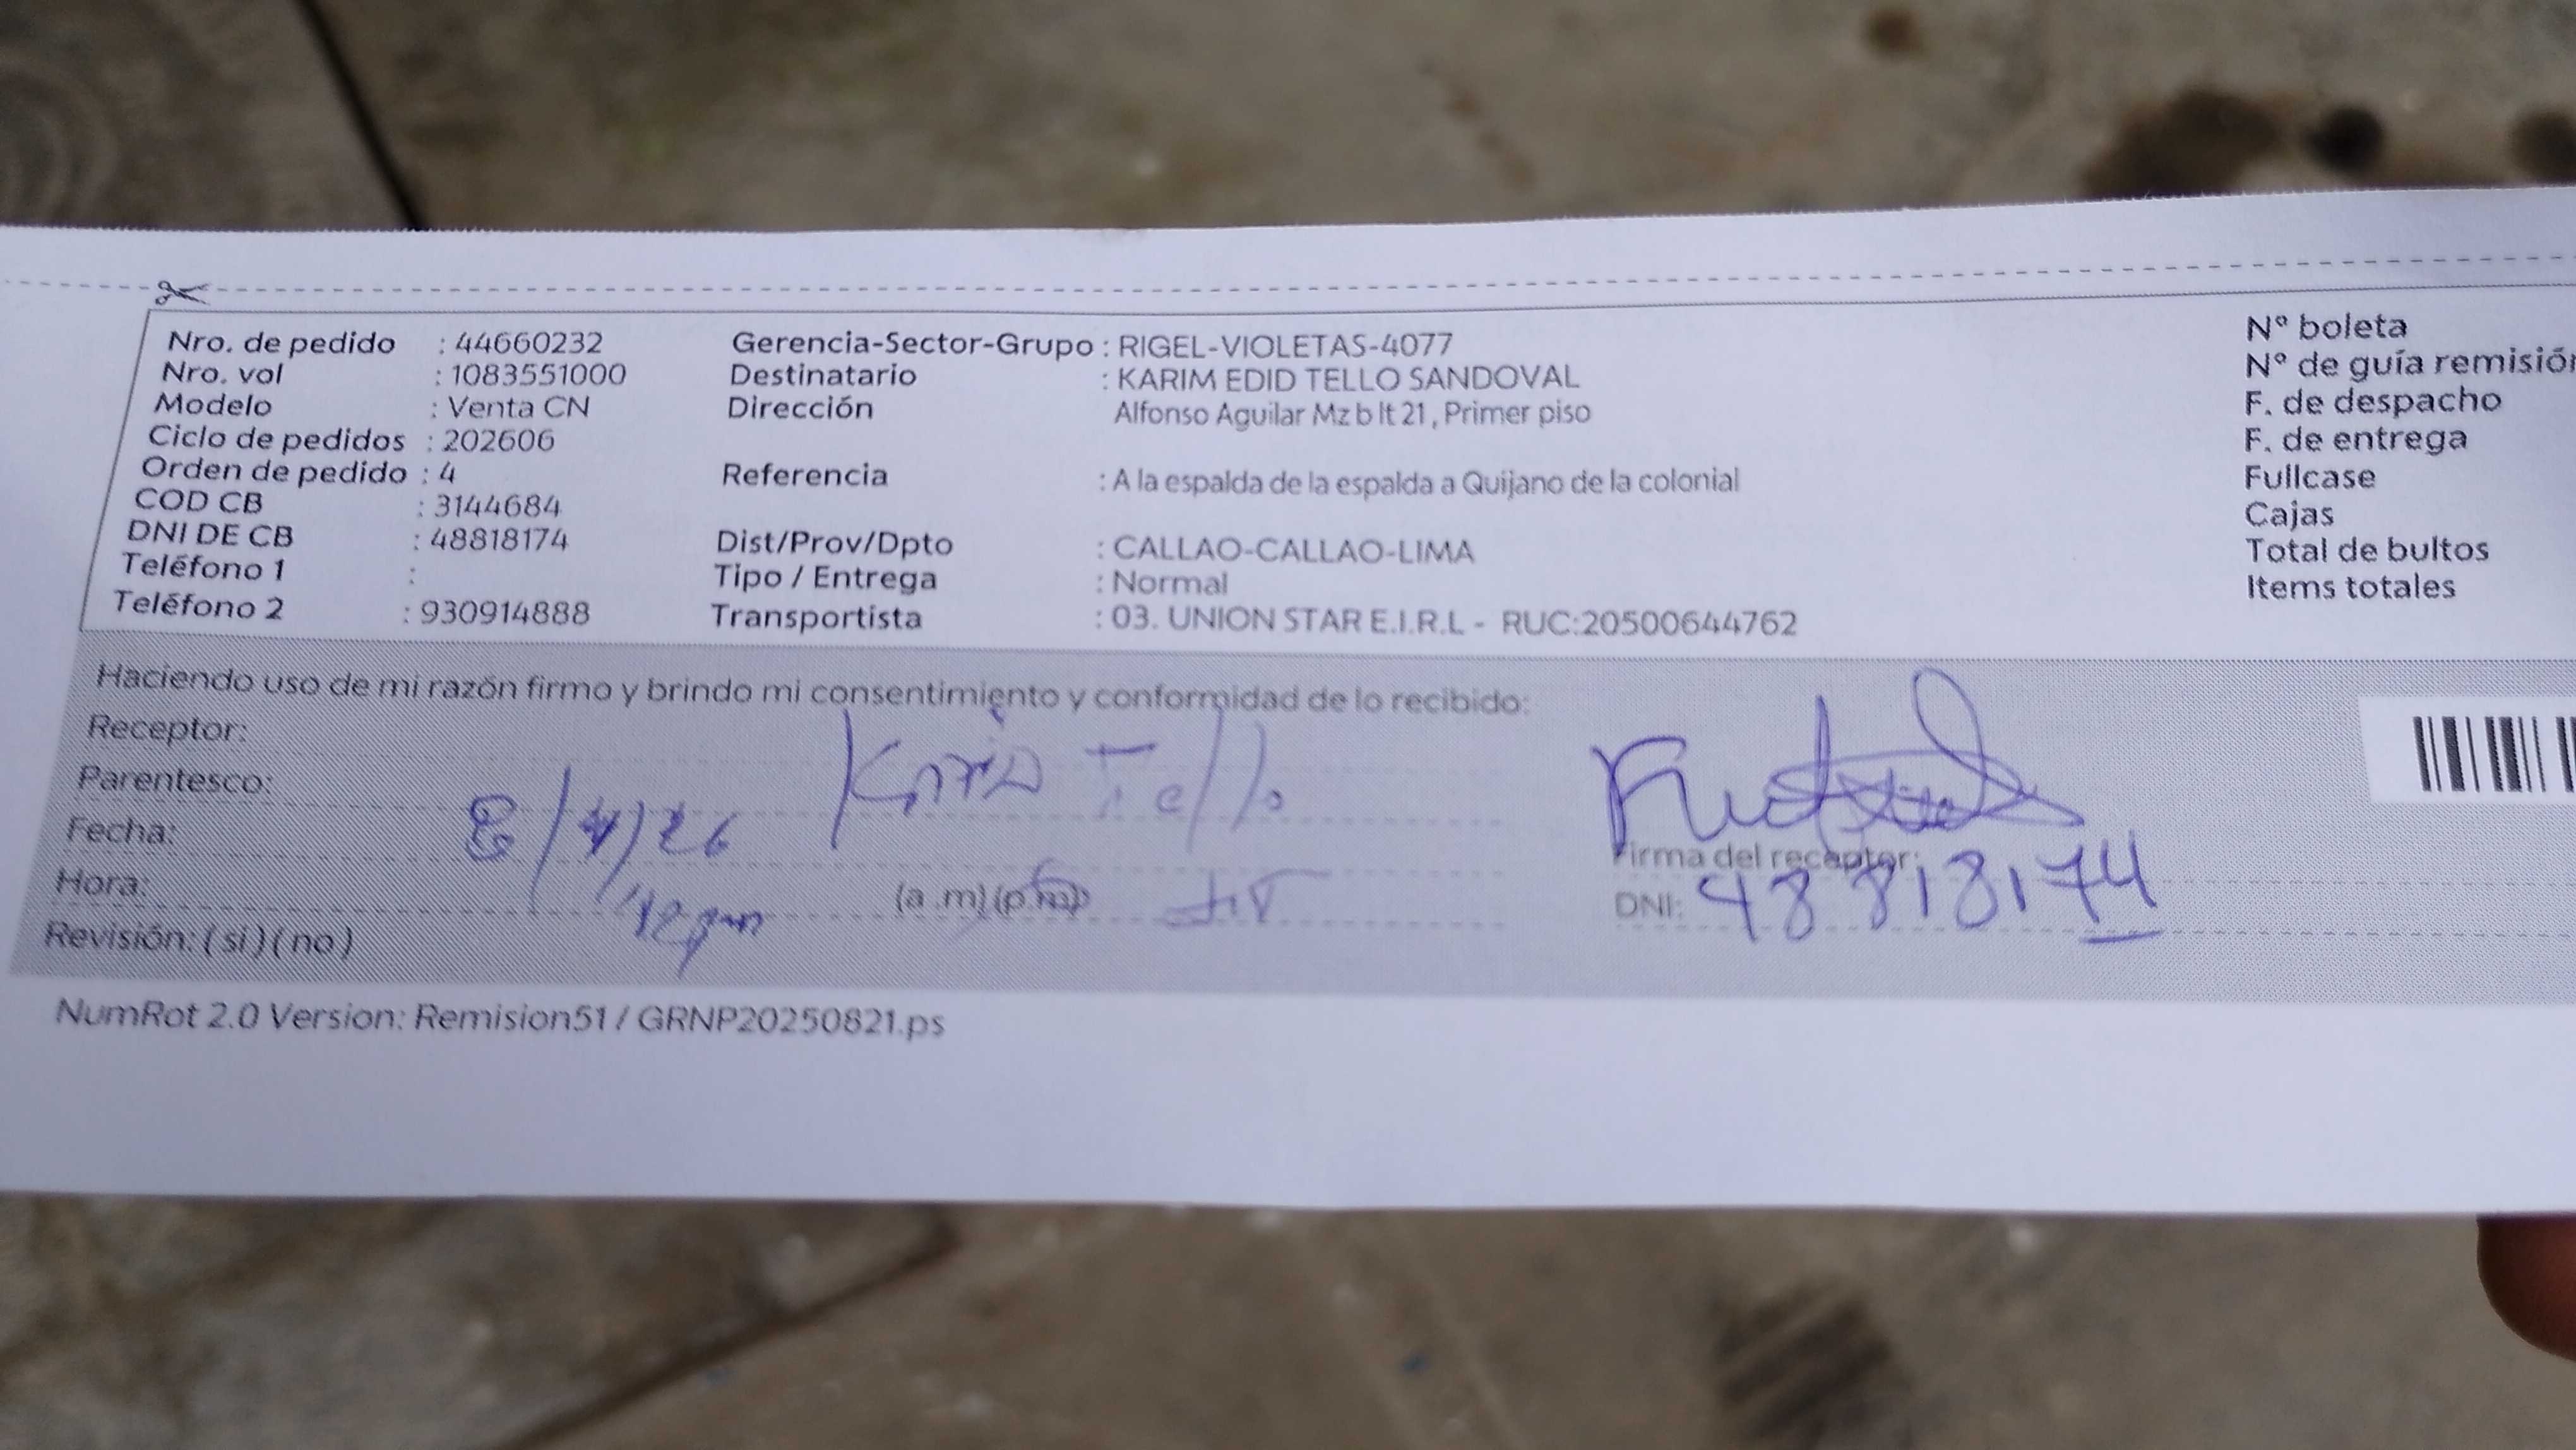 Nro. de pedido : 44660232
Nro. vol : 1083551000
Modelo : Venta CN
Ciclo de pedidos : 202606
Orden de pedido : 4
COD CB : 3144684
DNI DE CB : 48818174
Teléfono 1 :
Teléfono 2 : 930914888
Gerencia-Sector-Grupo : RIGEL-VIOLETAS-4077
Destinatario : KARIM EDID TELLO SANDOVAL
Dirección Alfonso Aguilar Mz b lt 21, Primer piso
Referencia : A la espalda de la espalda a Quijano de la colonial
Dist/Prov/Dpto : CALLAO-CALLAO-LIMA
Tipo / Entrega : Normal
Transportista : 03. UNION STAR E.I.R.L - RUC:20500644762
N° boleta
N° de guía remisión
F. de despacho
F. de entrega
Fullcase
Cajas
Total de bultos
Items totales
Haciendo uso de mi razón firmo y brindo mi consentimiento y conformidad de lo recibido:
Receptor:
Parentesco: Tello
Fecha: 8/4/26
Hora: (a.m) (p.m)
Revisión: (si) (no)
Firma del receptor:
DNI: 48818174
NumRot 2.0 Version: Remision51 / GRNP20250821.ps